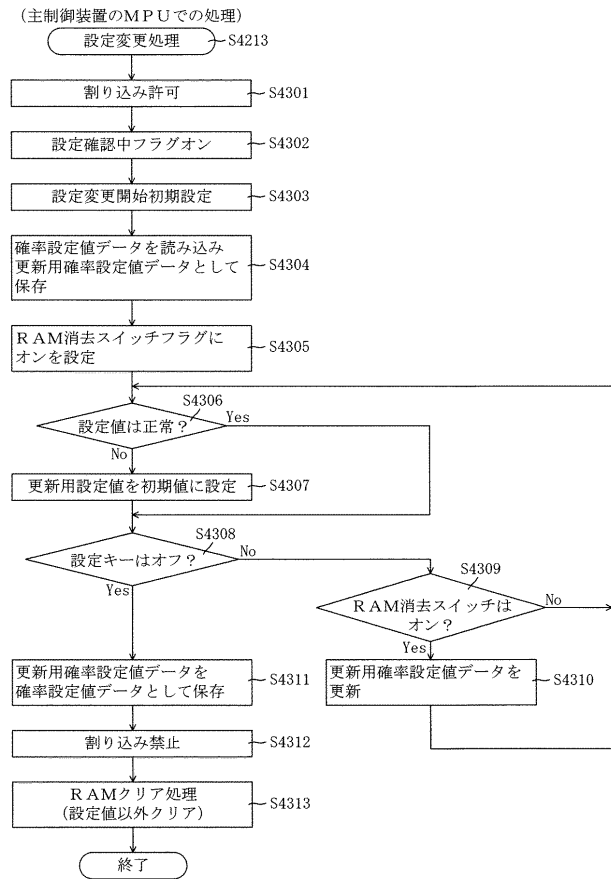 (主制御装置のMPUでの処理)
設定変更処理
S4213
割り込み許可
S4301
設定確認中フラグオン
S4302
設定変更開始初期設定
S4303
確率設定値データを読み込み
更新用確率設定値データとして
保存
S4304
RAM消去スイッチフラグに
オンを設定
S4305
S4306
設定値は正常?
Yes
No
更新用設定値を初期値に設定
S4307
S4308
設定キーはオフ?
No
Yes
S4309
RAM消去スイッチは
オン?
No
Yes
更新用確率設定値データを
更新
S4310
更新用確率設定値データを
確率設定値データとして保存
S4311
割り込み禁止
S4312
RAMクリア処理
(設定値以外クリア)
S4313
終了